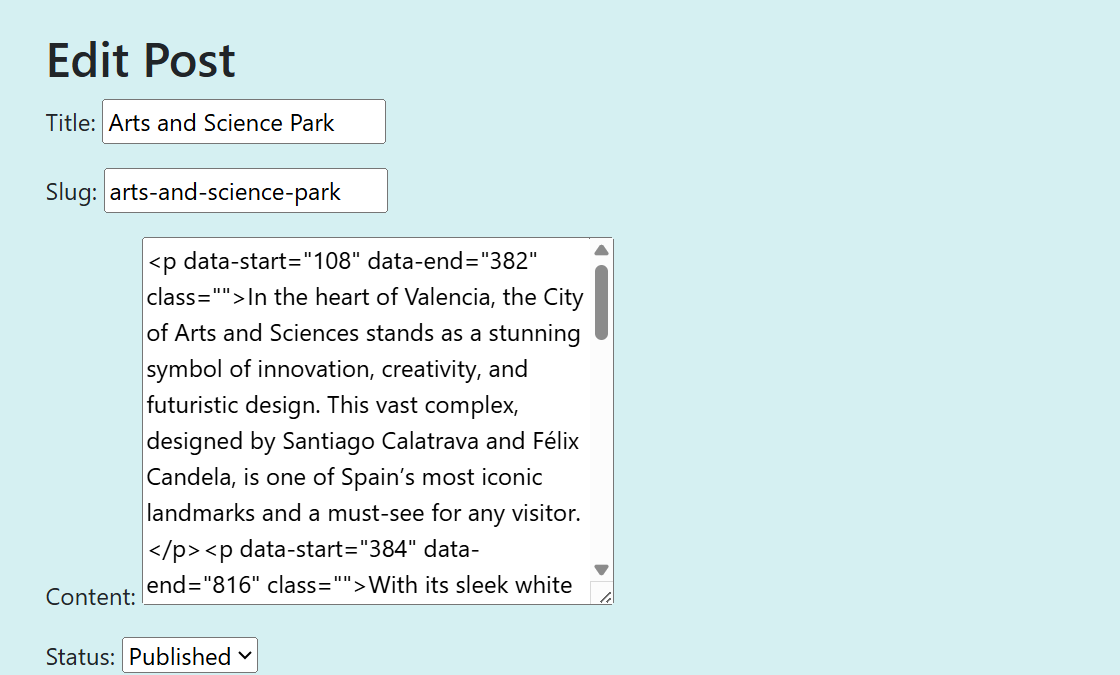 Edit Post
Title: Arts and Science Park
Slug: arts-and-science-park
<p data-start="108" data-end="382"
class="">In the heart of Valencia, the City
of Arts and Sciences stands as a stunning
symbol of innovation, creativity, and
futuristic design. This vast complex,
designed by Santiago Calatrava and Félix
Candela, is one of Spain’s most iconic
landmarks and a must-see for any visitor.
</p><p data-start="384" data-
end="816" class="">With its sleek white
Content:
Status: Published